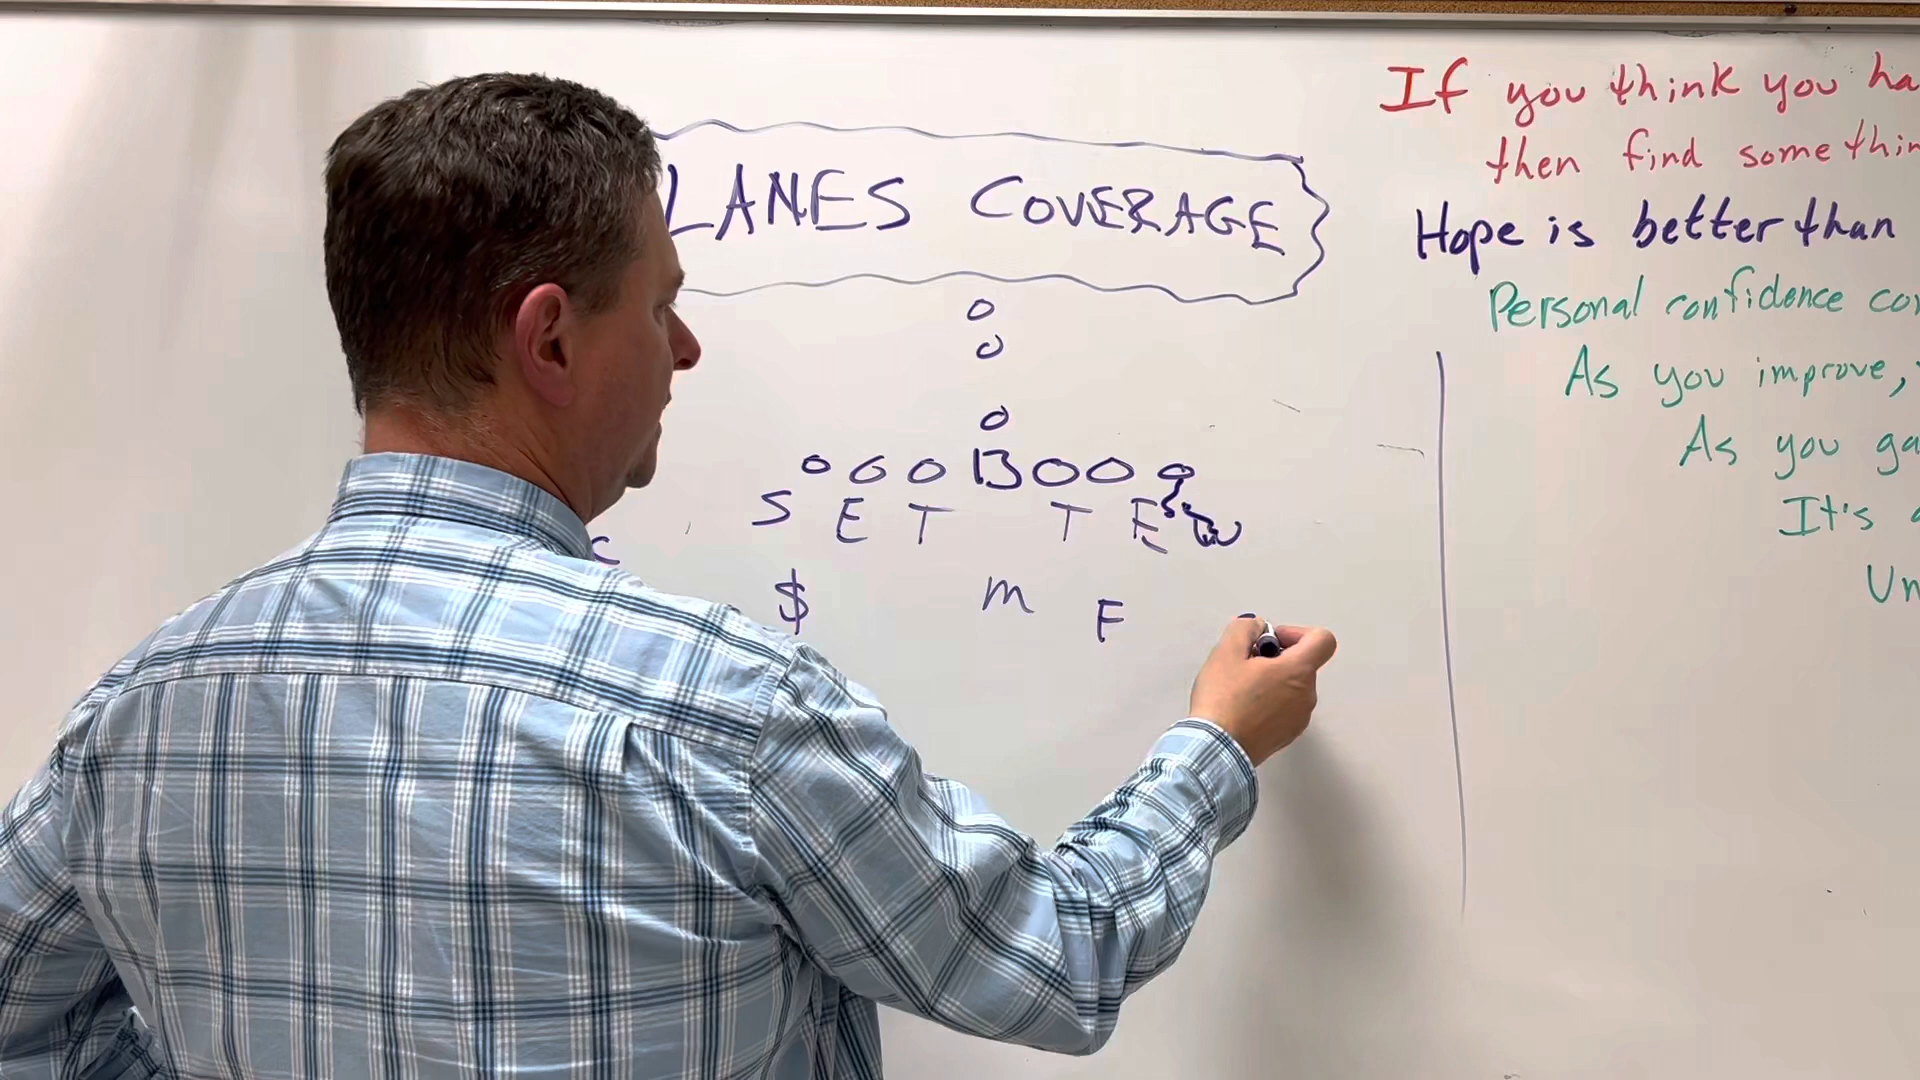 LANES COVERAGE
O
O
O
O O O B O O O
S E T T E W
C
$ M F
If you think you ha
then find somethin
Hope is better than
Personal confidence co
As you improve,
As you ga
It's
Un